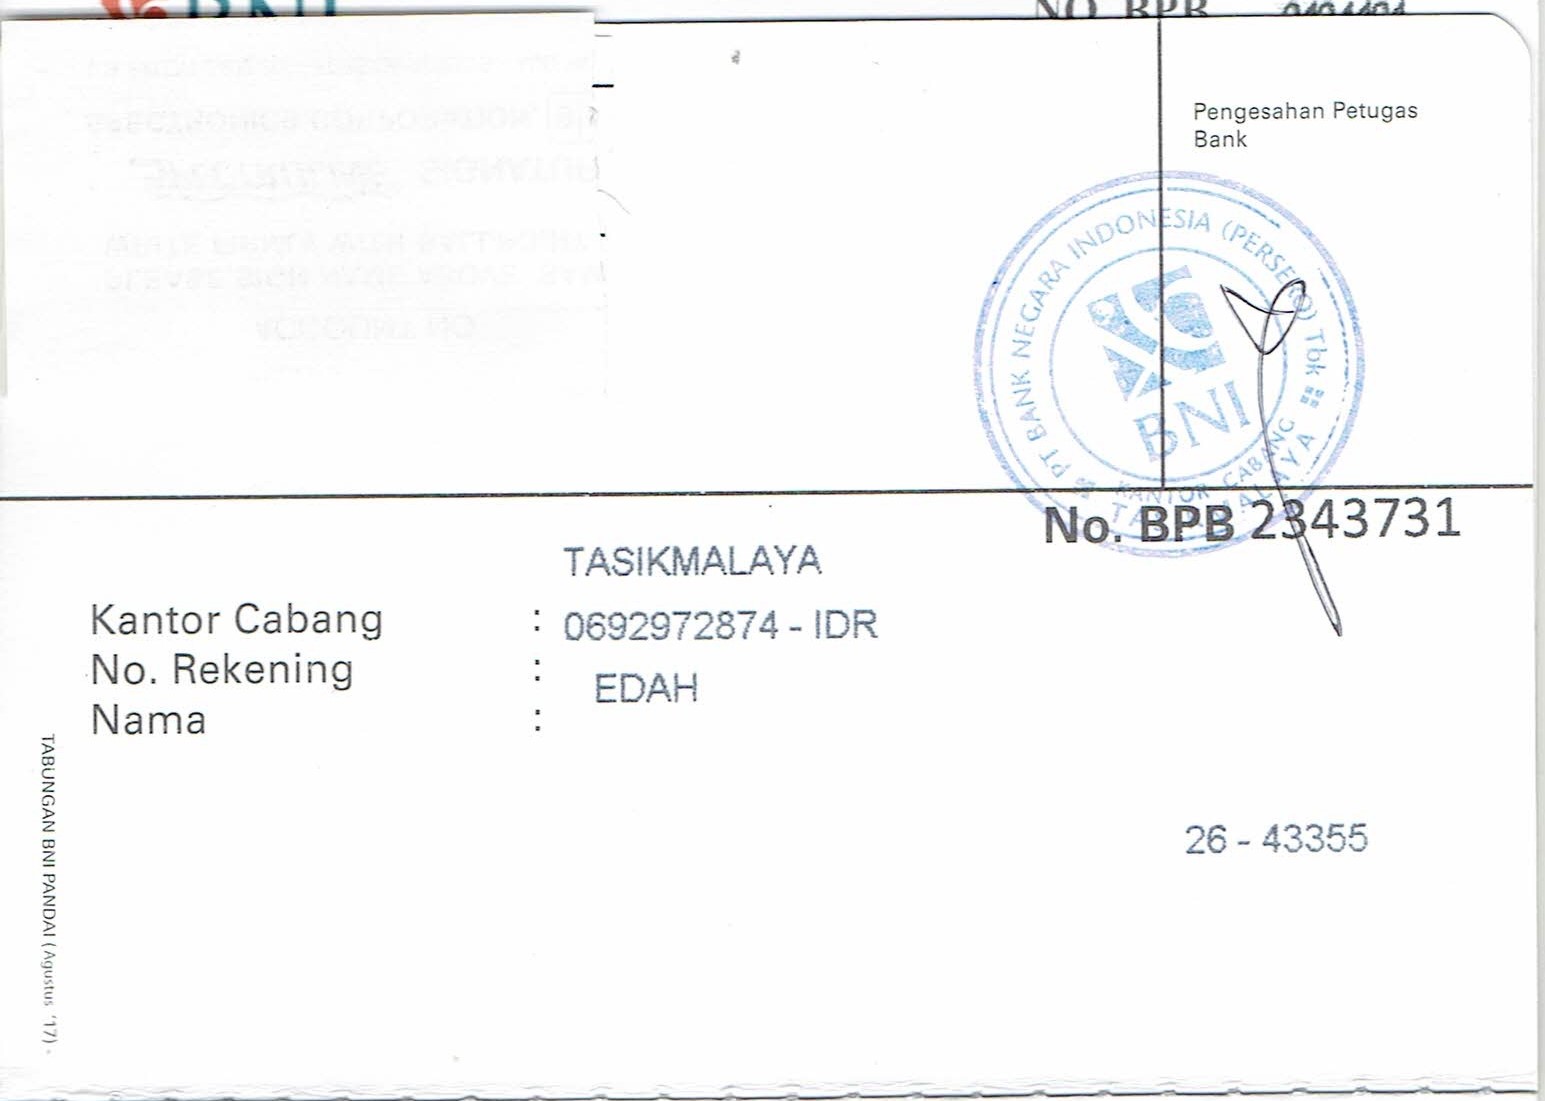 BNI
NO. BPB
Pengesahan Petugas
Bank
PT BANK NEGARA INDONESIA (PERSERO) Tbk
BNI
KANTOR CABANG
TASIKMALAYA
No. BPB 2343731
TASIKMALAYA
Kantor Cabang : 0692972874 - IDR
No. Rekening : EDAH
Nama :
26 - 43355
TABUNGAN BNI PANDAI (Agustus '17)